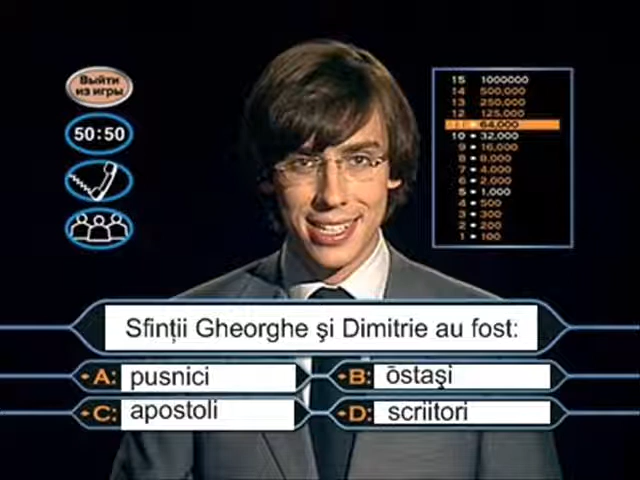 Выйти
из игры
50:50
15 1000000
14 500,000
13 250,000
12 125,000
11 64,000
10 32,000
9 16,000
8 8,000
7 4,000
6 2,000
5 1,000
4 500
3 300
2 200
1 100
Sfinții Gheorghe şi Dimitrie au fost:
A: pusnici
B: ōstaşi
C: apostoli
D: scriitori